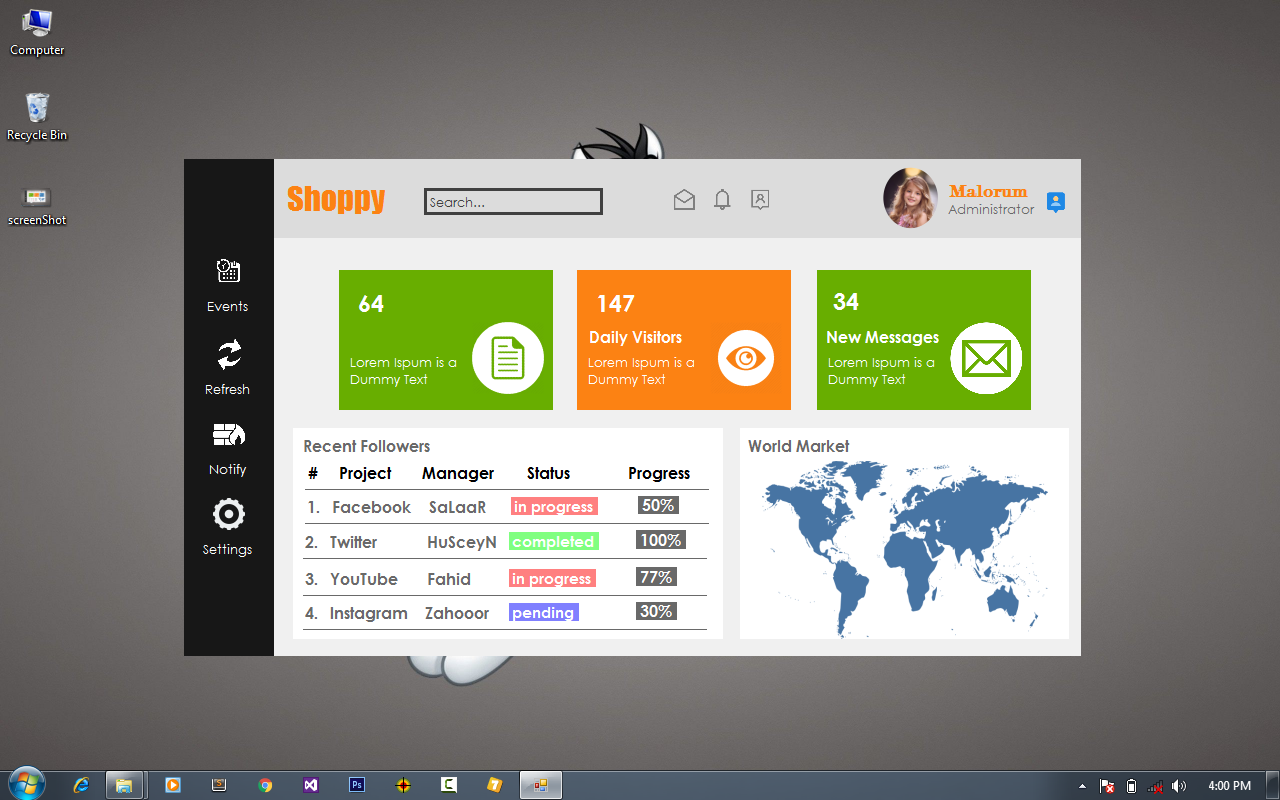 Computer
Recycle Bin
screenShot
Shoppy
Search...
Malorum
Administrator
Events
Refresh
Notify
Settings
64
Lorem Ispum is a
Dummy Text
147
Daily Visitors
Lorem Ispum is a
Dummy Text
34
New Messages
Lorem Ispum is a
Dummy Text
Recent Followers
# Project Manager Status Progress
1. Facebook SaLaaR in progress 50%
2. Twitter HuSceyN completed 100%
3. YouTube Fahid in progress 77%
4. Instagram Zahooor pending 30%
World Market
Ps
4:00 PM